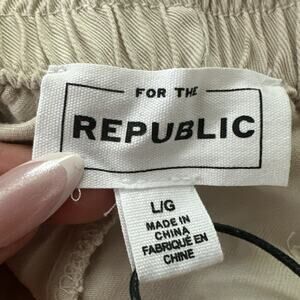 FOR THE
REPUBLIC
L/G
MADE IN
CHINA
FABRIQUÉ EN
CHINE